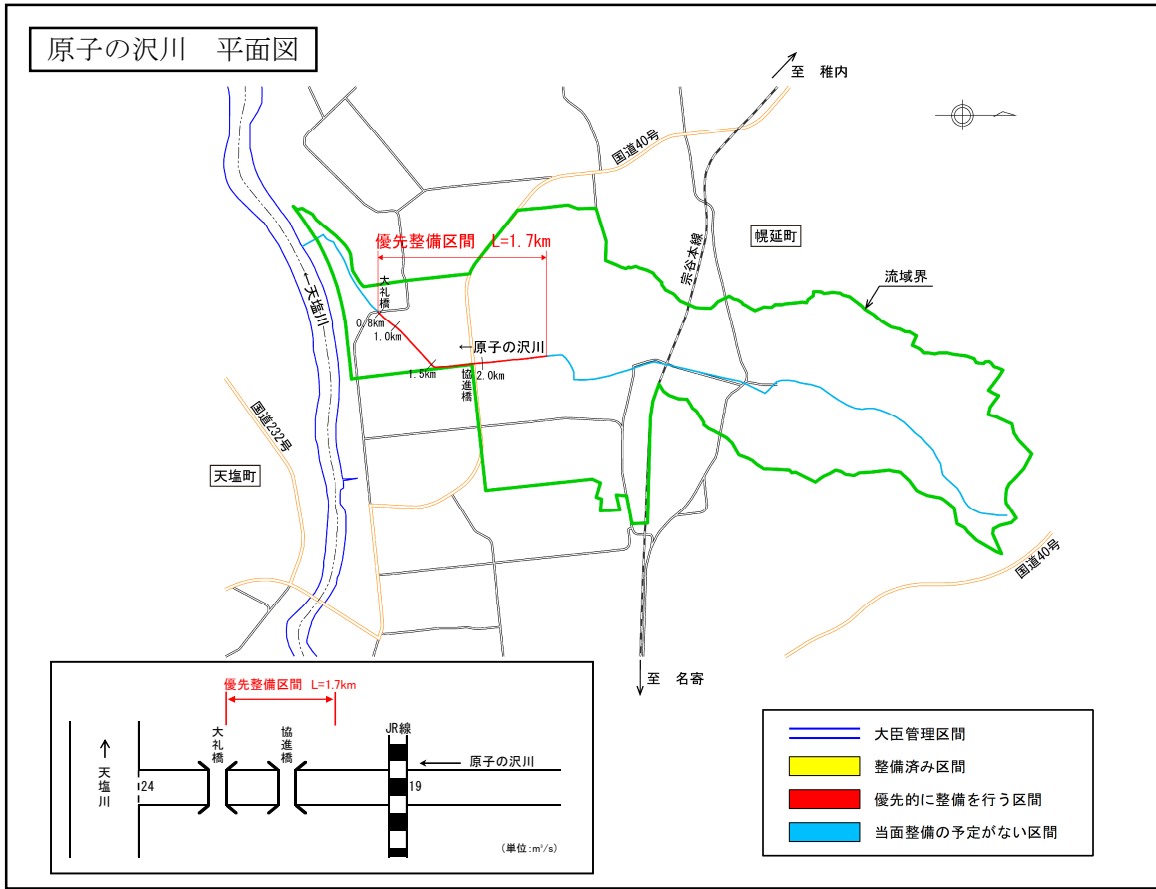 原子の沢川　平面図
至　稚内
国道40号
幌延町
宗谷本線
流域界
優先整備区間　L=1.7km
大礼橋
←天塩川
0.8km
1.0km
←原子の沢川
1.5km
協進橋
2.0km
国道232号
天塩町
国道40号
至　名寄
優先整備区間　L=1.7km
大礼橋
協進橋
JR線
←　原子の沢川
↑天塩川
24
19
(単位:m³/s)
大臣管理区間
整備済み区間
優先的に整備を行う区間
当面整備の予定がない区間